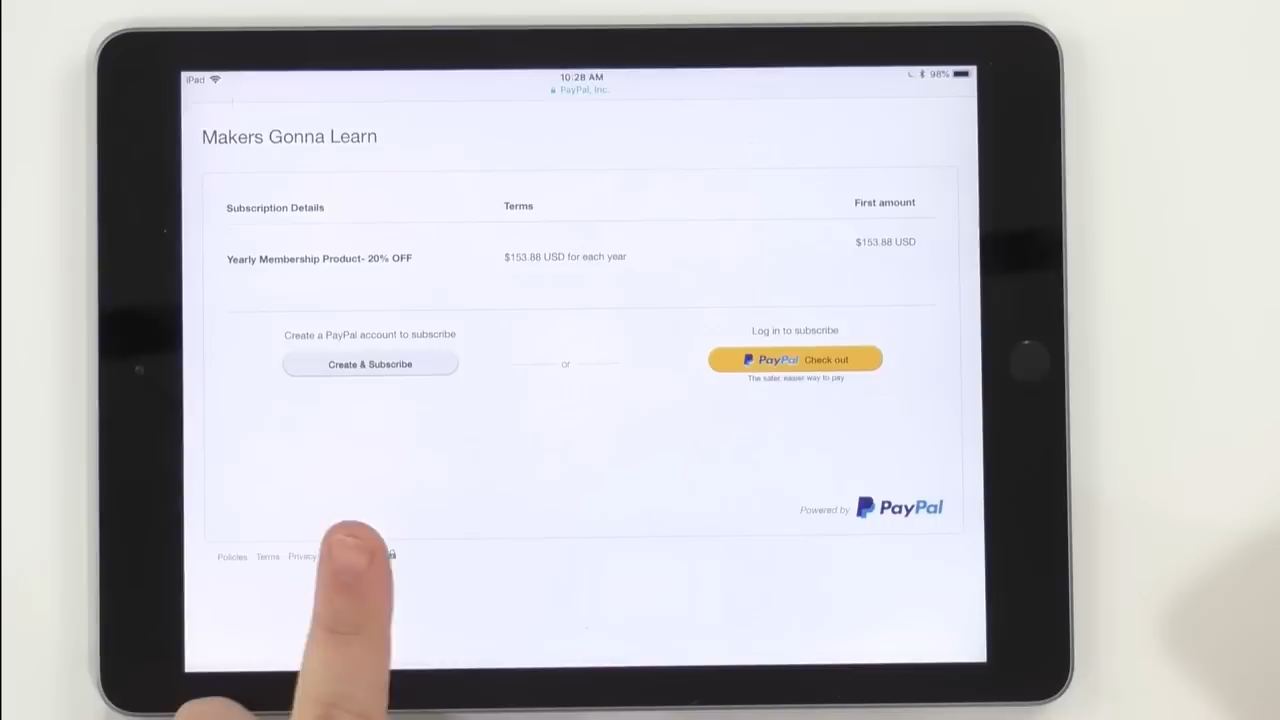 iPad
10:28 AM
98%
PayPal, Inc.
Makers Gonna Learn
Subscription Details
Terms
First amount
Yearly Membership Product- 20% OFF
$153.88 USD for each year
$153.88 USD
Create a PayPal account to subscribe
Log in to subscribe
Create & Subscribe
or
PayPal Check out
The safer, easier way to pay
Powered by PayPal
Policies Terms Privacy